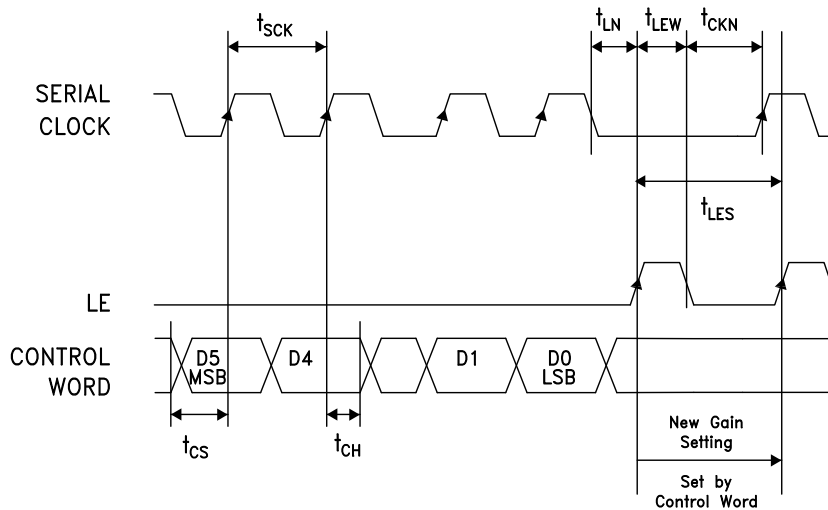 tSCK
tLN
tLEW
tCKN
SERIAL
CLOCK
tLES
LE
CONTROL
WORD
D5
MSB
D4
D1
D0
LSB
tCS
tCH
New Gain
Setting
Set by
Control Word